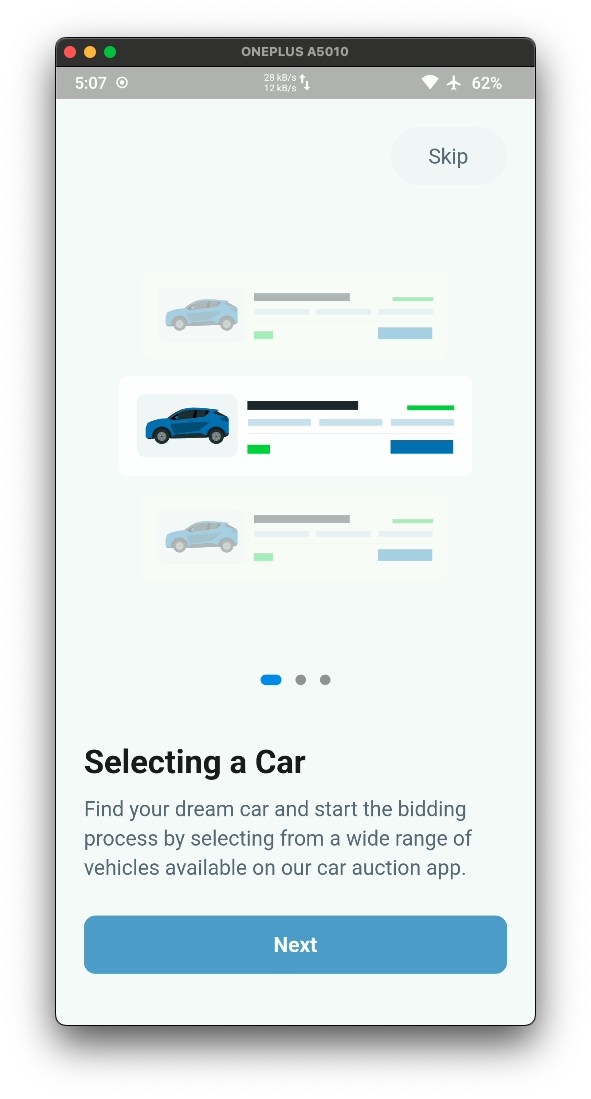 ONEPLUS A5010
5:07
28 kB/s
12 kB/s
62%
Skip
Selecting a Car
Find your dream car and start the bidding
process by selecting from a wide range of
vehicles available on our car auction app.
Next